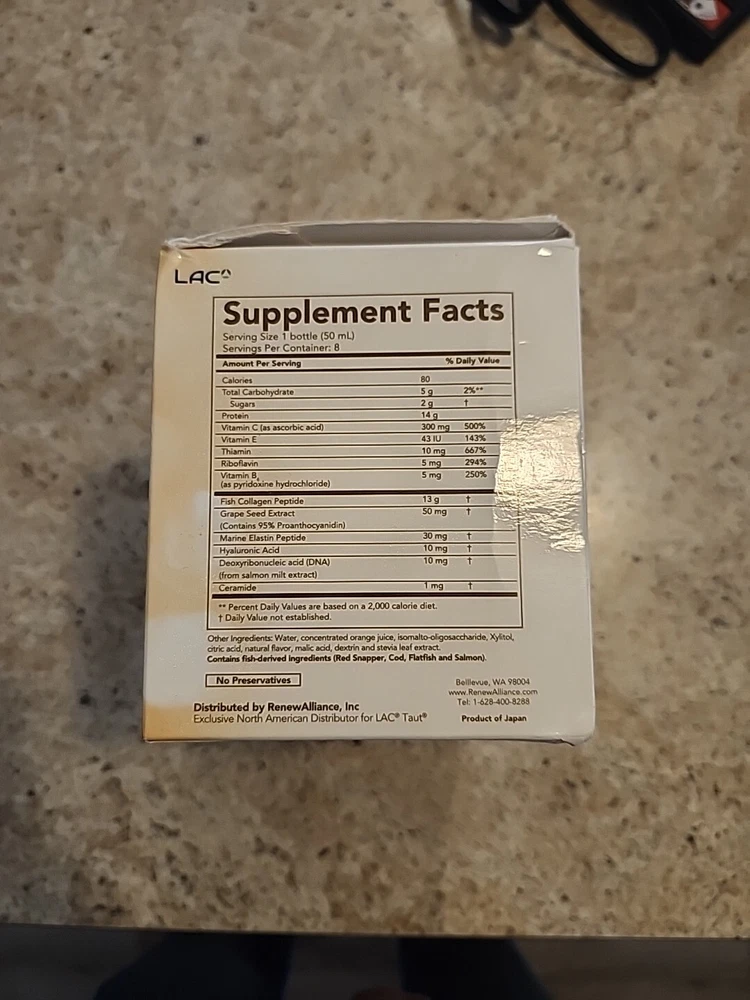 LAC
Supplement Facts
Serving Size 1 bottle (50 mL)
Servings Per Container: 8
Amount Per Serving % Daily Value
Calories 80
Total Carbohydrate 5 g 2%**
Sugars 2 g †
Protein 14 g
Vitamin C (as ascorbic acid) 300 mg 500%
Vitamin E 43 IU 143%
Thiamin 10 mg 667%
Riboflavin 5 mg 294%
Vitamin B6 5 mg 250%
(as pyridoxine hydrochloride)
Fish Collagen Peptide 13 g †
Grape Seed Extract 50 mg †
(Contains 95% Proanthocyanidin)
Marine Elastin Peptide 30 mg †
Hyaluronic Acid 10 mg †
Deoxyribonucleic acid (DNA) 10 mg †
(from salmon milt extract)
Ceramide 1 mg †
** Percent Daily Values are based on a 2,000 calorie diet.
† Daily Value not established.
Other Ingredients: Water, concentrated orange juice, isomalto-oligosaccharide, Xylitol,
citric acid, natural flavor, malic acid, dextrin and stevia leaf extract.
Contains fish-derived ingredients (Red Snapper, Cod, Flatfish and Salmon).
No Preservatives
Distributed by RenewAlliance, Inc
Exclusive North American Distributor for LAC® Taut®
Belllevue, WA 98004
www.RenewAlliance.com
Tel: 1-628-400-8288
Product of Japan